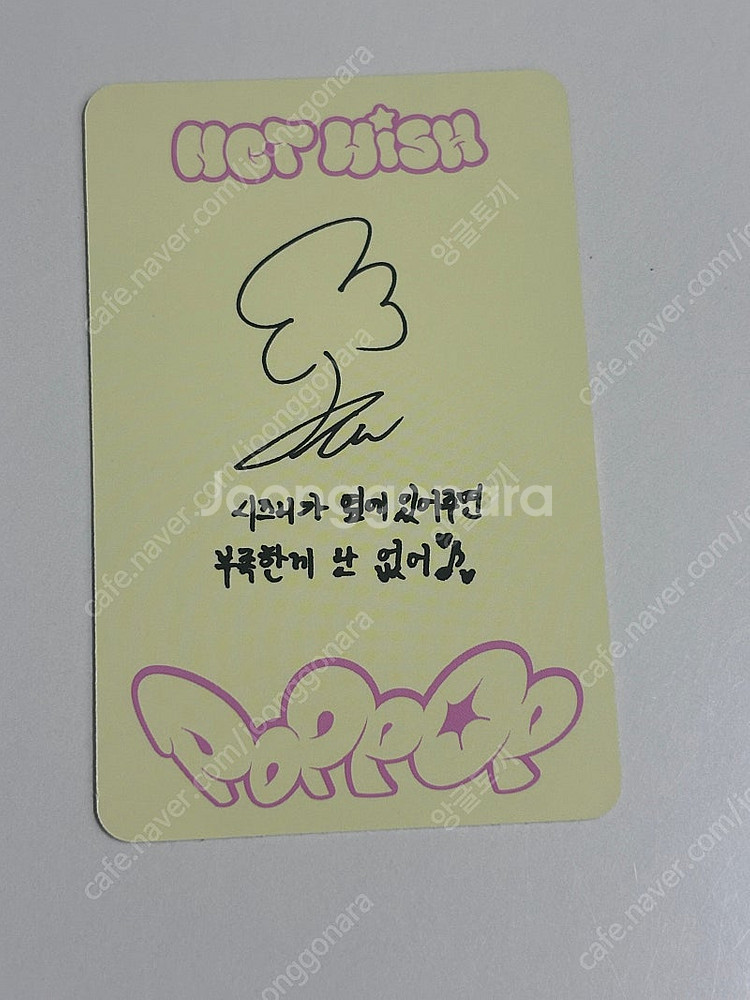 NCT WiSH
시즈니가 옆에 있어주면
부족한게 난 없어
POPPOP
Joonggonara
cafe.naver.com/joonggonara
앙글토끼